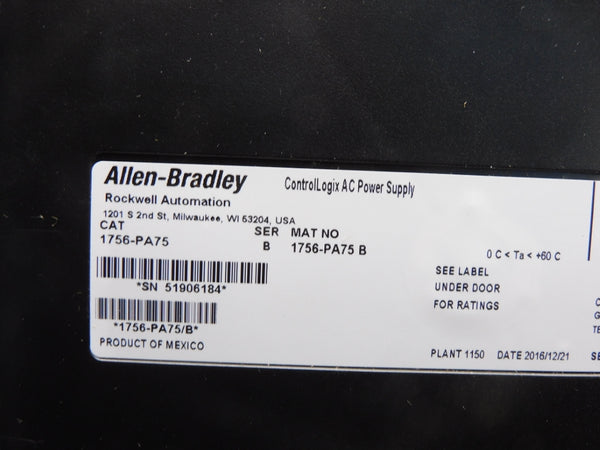 Allen-Bradley
ControlLogix AC Power Supply
Rockwell Automation
1201 S 2nd St, Milwaukee, WI 53204, USA
CAT SER MAT NO
1756-PA75 B 1756-PA75 B
0 C < Ta < +60 C
*SN 51906184*
SEE LABEL
UNDER DOOR
FOR RATINGS
*1756-PA75/B*
PRODUCT OF MEXICO
PLANT 1150 DATE 2016/12/21